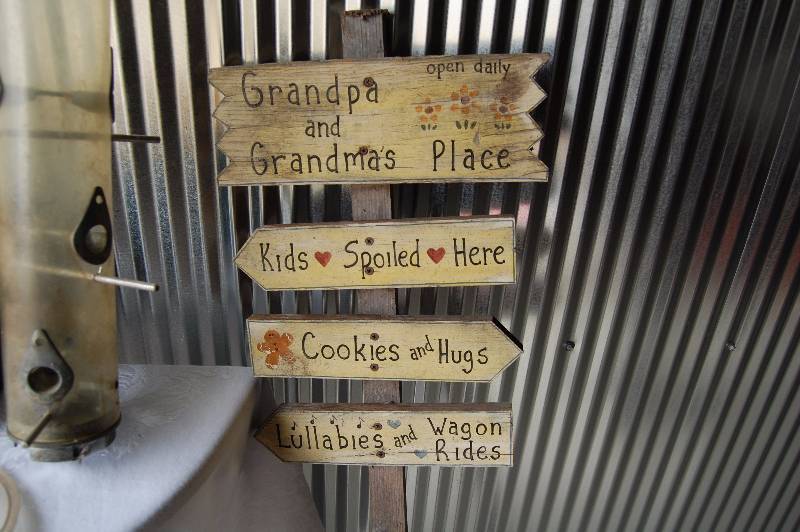 open daily
Grandpa
and
Grandma's Place
Kids Spoiled Here
Cookies and Hugs
Lullabies and Wagon
Rides